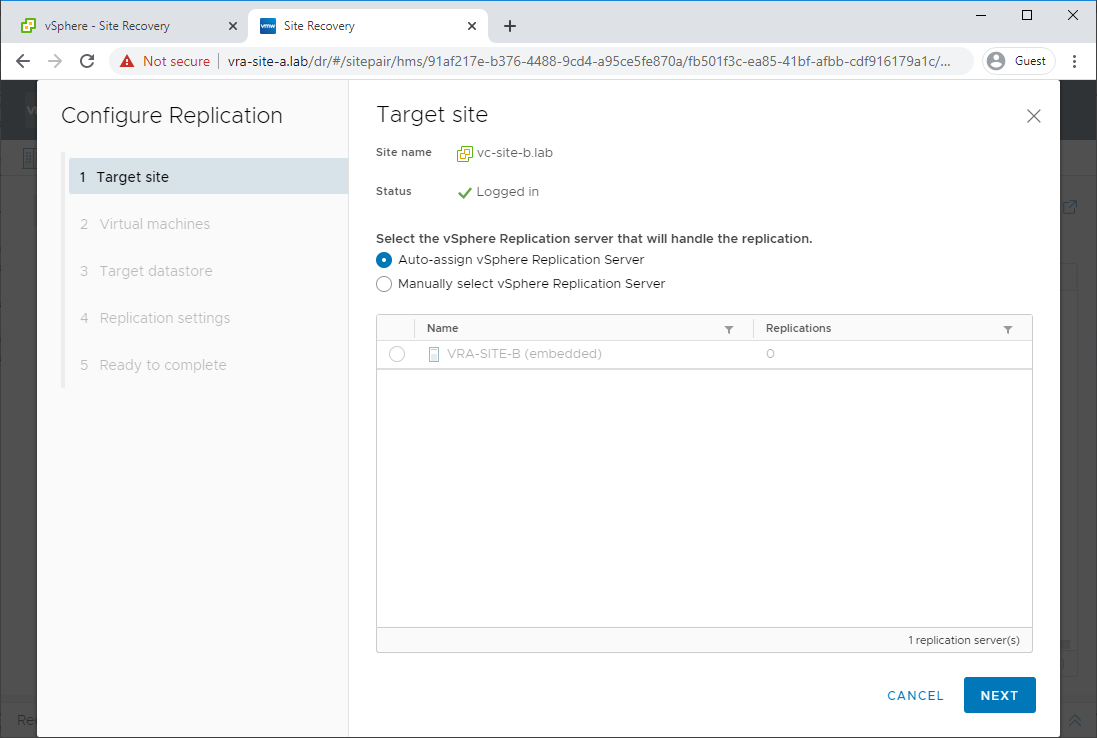 vSphere - Site Recovery
vmw
Site Recovery
Not secure
vra-site-a.lab/dr/#/sitepair/hms/91af217e-b376-4488-9cd4-a95ce5fe870a/fb501f3c-ea85-41bf-afbb-cdf916179a1c/...
Guest
Configure Replication
1 Target site
2 Virtual machines
3 Target datastore
4 Replication settings
5 Ready to complete
Target site
Site name vc-site-b.lab
Status Logged in
Select the vSphere Replication server that will handle the replication.
Auto-assign vSphere Replication Server
Manually select vSphere Replication Server
Name Replications
VRA-SITE-B (embedded) 0
1 replication server(s)
CANCEL NEXT